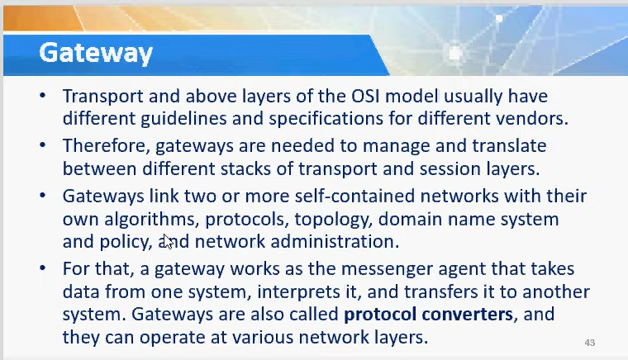 Gateway
• Transport and above layers of the OSI model usually have
different guidelines and specifications for different vendors.
• Therefore, gateways are needed to manage and translate
between different stacks of transport and session layers.
• Gateways link two or more self-contained networks with their
own algorithms, protocols, topology, domain name system
and policy, and network administration.
• For that, a gateway works as the messenger agent that takes
data from one system, interprets it, and transfers it to another
system. Gateways are also called protocol converters, and
they can operate at various network layers.
43